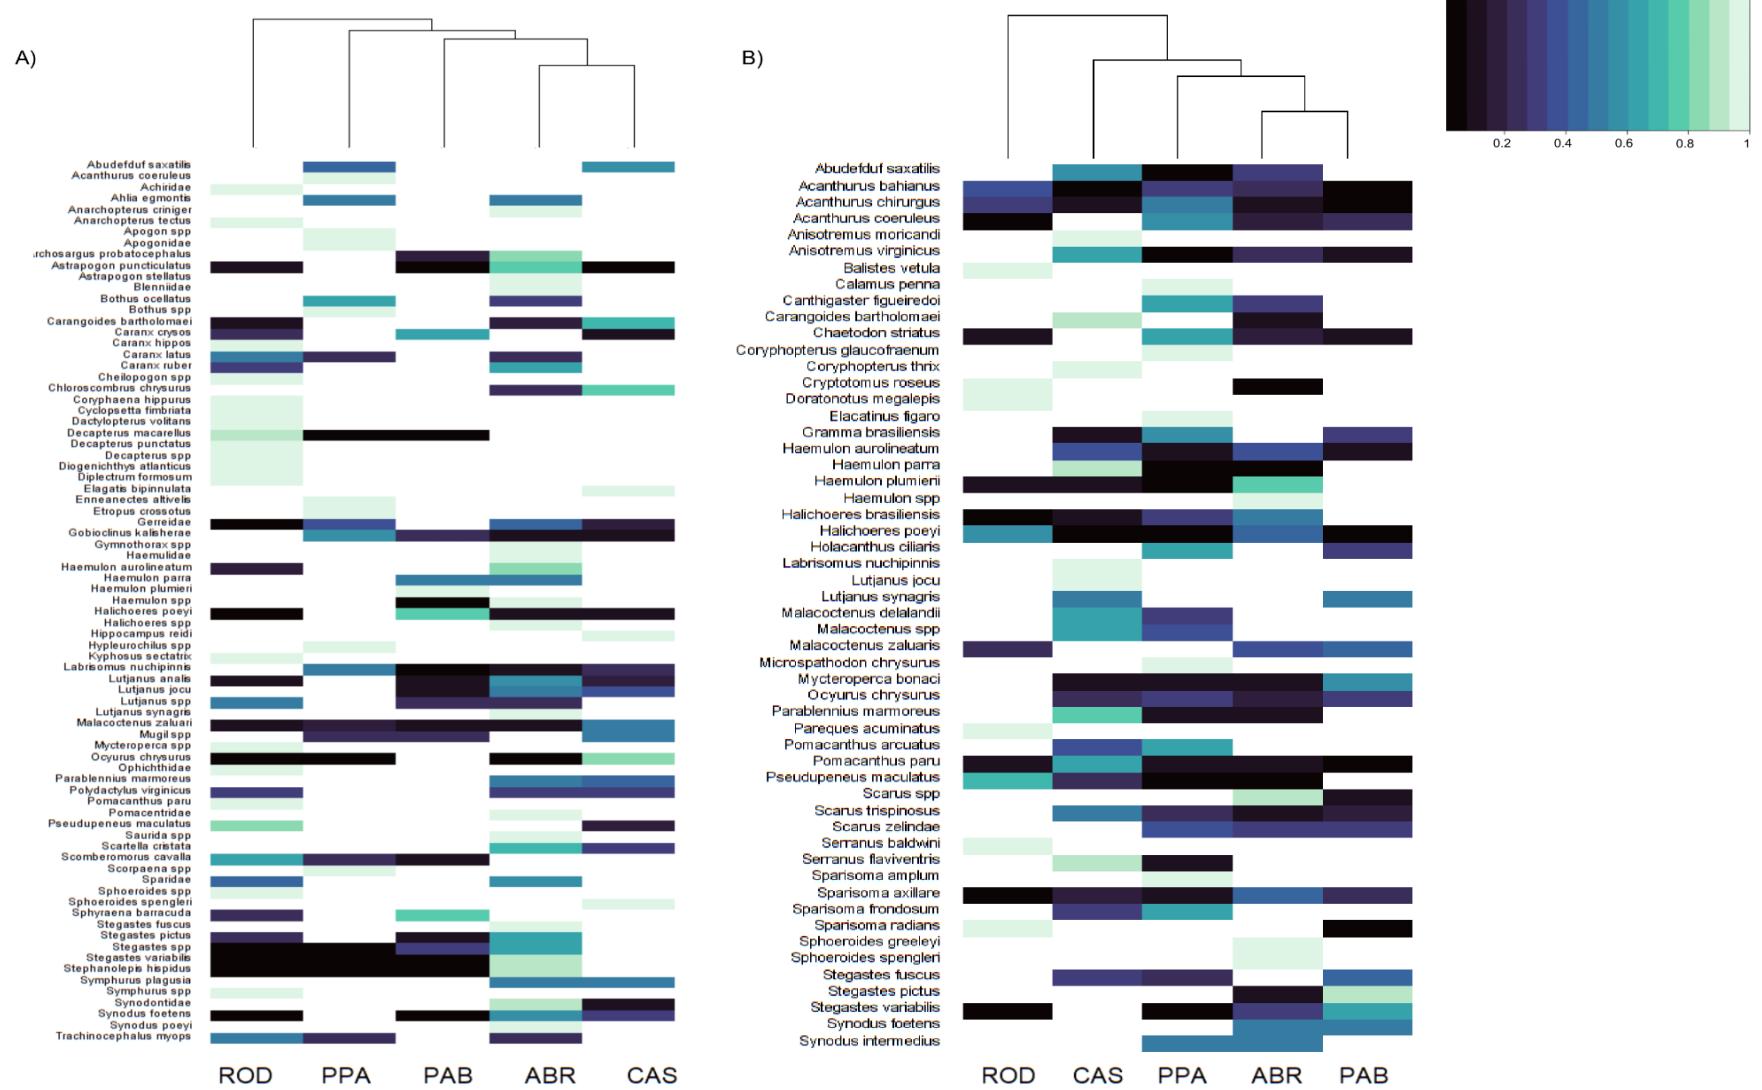 A)
B)
0.2 0.4 0.6 0.8 1
Abudefduf saxatilis
Acanthurus coeruleus
Achiridae
Ahlia egmontis
Anarchopterus criniger
Anarchopterus tectus
Apogon spp
Apogonidae
rchosargus probatocephalus
Astrapogon puncticulatus
Astrapogon stellatus
Blenniidae
Bothus ocellatus
Bothus spp
Carangoides bartholomaei
Caranx crysos
Caranx hippos
Caranx latus
Caranx ruber
Cheilopogon spp
Chloroscombrus chrysurus
Coryphaena hippurus
Cyclopsetta fimbriata
Dactylopterus volitans
Decapterus macarellus
Decapterus punctatus
Decapterus spp
Diogenichthys atlanticus
Diplectrum formosum
Elagatis bipinnulata
Enneanectes altivelis
Etropus crossotus
Gerreidae
Gobioclinus kalisherae
Gymnothorax spp
Haemulidae
Haemulon aurolineatum
Haemulon parra
Haemulon plumieri
Haemulon spp
Halichoeres poeyi
Halichoeres spp
Hippocampus reidi
Hypleurochilus spp
Kyphosus sectatrix
Labrisomus nuchipinnis
Lutjanus analis
Lutjanus jocu
Lutjanus spp
Lutjanus synagris
Malacoctenus zaluari
Mugil spp
Mycteroperca spp
Ocyurus chrysurus
Ophichthidae
Parablennius marmoreus
Polydactylus virginicus
Pomacanthus paru
Pomacentridae
Pseudupeneus maculatus
Saurida spp
Scartella cristata
Scomberomorus cavalla
Scorpaena spp
Sparidae
Sphoeroides spp
Sphoeroides spengleri
Sphyraena barracuda
Stegastes fuscus
Stegastes pictus
Stegastes spp
Stegastes variabilis
Stephanolepis hispidus
Symphurus plagusia
Symphurus spp
Synodontidae
Synodus foetens
Synodus poeyi
Trachinocephalus myops
ROD PPA PAB ABR CAS
Abudefduf saxatilis
Acanthurus bahianus
Acanthurus chirurgus
Acanthurus coeruleus
Anisotremus moricandi
Anisotremus virginicus
Balistes vetula
Calamus penna
Canthigaster figueiredoi
Carangoides bartholomaei
Chaetodon striatus
Coryphopterus glaucofraenum
Coryphopterus thrix
Cryptotomus roseus
Doratonotus megalepis
Elacatinus figaro
Gramma brasiliensis
Haemulon aurolineatum
Haemulon parra
Haemulon plumierii
Haemulon spp
Halichoeres brasiliensis
Halichoeres poeyi
Holacanthus ciliaris
Labrisomus nuchipinnis
Lutjanus jocu
Lutjanus synagris
Malacoctenus delalandii
Malacoctenus spp
Malacoctenus zaluaris
Microspathodon chrysurus
Mycteroperca bonaci
Ocyurus chrysurus
Parablennius marmoreus
Pareques acuminatus
Pomacanthus arcuatus
Pomacanthus paru
Pseudupeneus maculatus
Scarus spp
Scarus trispinosus
Scarus zelindae
Serranus baldwini
Serranus flaviventris
Sparisoma amplum
Sparisoma axillare
Sparisoma frondosum
Sparisoma radians
Sphoeroides greeleyi
Sphoeroides spengleri
Stegastes fuscus
Stegastes pictus
Stegastes variabilis
Synodus foetens
Synodus intermedius
ROD CAS PPA ABR PAB